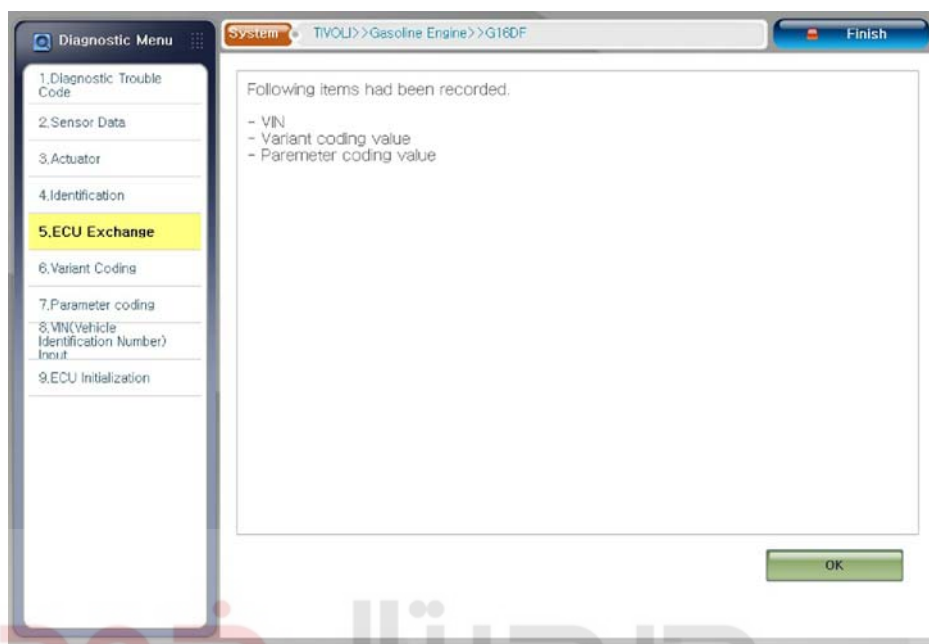 Diagnostic Menu
System
TIVOLI>>Gasoline Engine>>G16DF
Finish
1.Diagnostic Trouble
Code
2.Sensor Data
3.Actuator
4.Identification
5.ECU Exchange
6.Variant Coding
7.Parameter coding
8.VIN(Vehicle
Identification Number)
Input
9.ECU Initialization
Following items had been recorded.
- VIN
- Variant coding value
- Paremeter coding value
OK